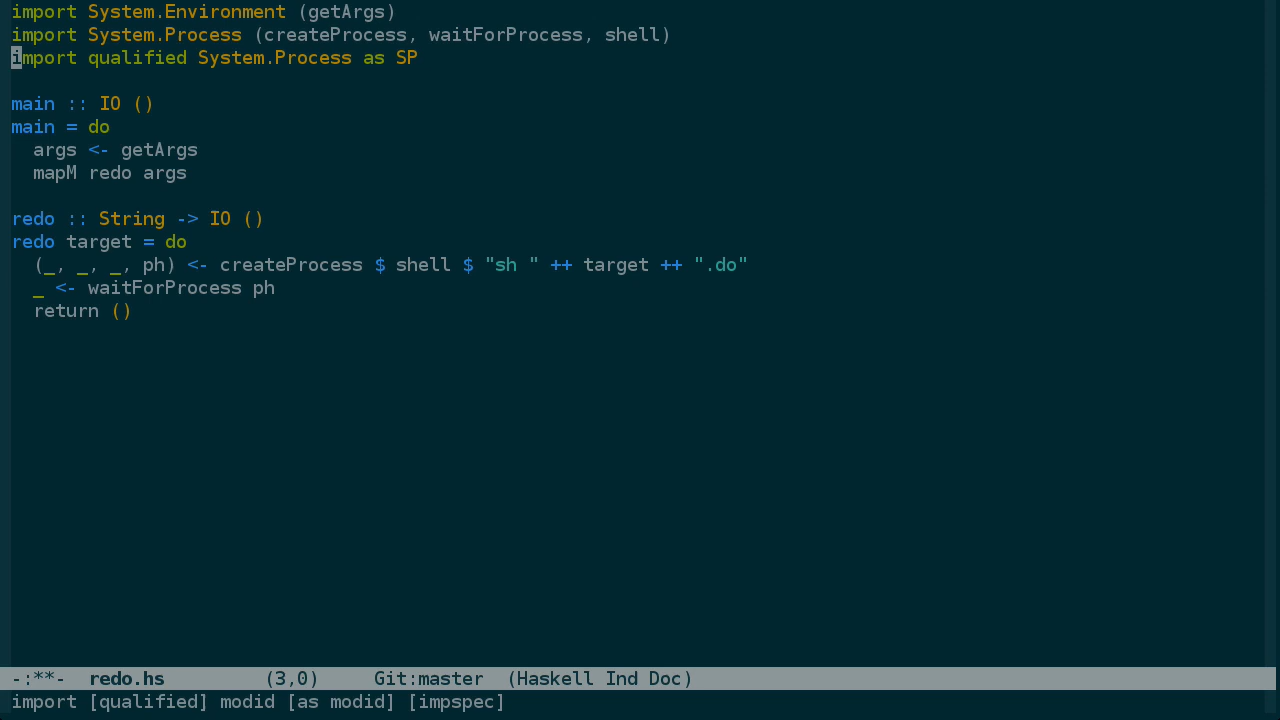 import System.Environment (getArgs)
import System.Process (createProcess, waitForProcess, shell)
import qualified System.Process as SP
main :: IO ()
main = do
  args <- getArgs
  mapM redo args
redo :: String -> IO ()
redo target = do
  (_, _, _, ph) <- createProcess $ shell $ "sh " ++ target ++ ".do"
  _ <- waitForProcess ph
  return ()
-:**-  redo.hs         (3,0)     Git:master  (Haskell Ind Doc)
import [qualified] modid [as modid] [impspec]